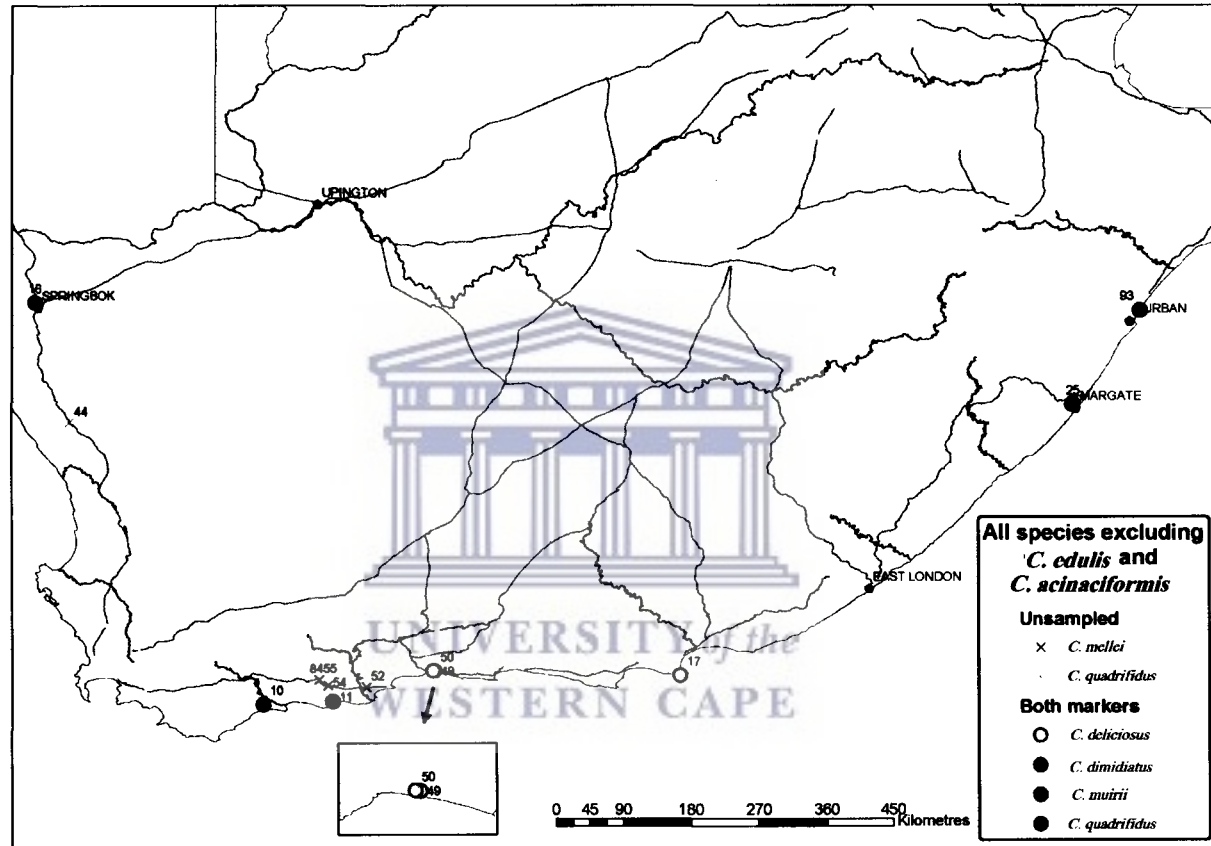 UPINGTON
SPRINGBOK
44
93
URBAN
25
MARGATE
EAST LONDON
UNIVERSITY of the
WESTERN CAPE
10
8455
54
11
52
50
49
17
50
49
0 45 90 180 270 360 450
Kilometres
All species excluding
C. edulis and
C. acinaciformis
Unsampled
C. mellei
C. quadrifidus
Both markers
C. deliciosus
C. dimidiatus
C. muirii
C. quadrifidus